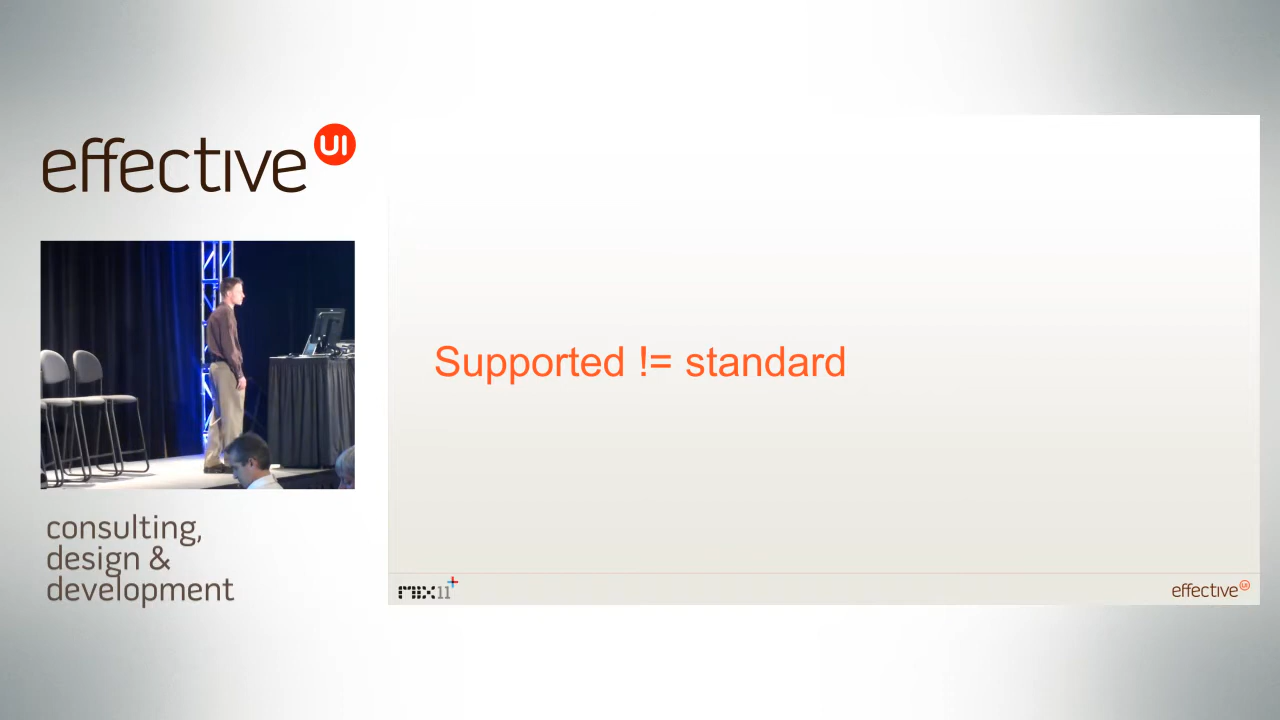 effective UI
consulting,
design &
development
Supported != standard
mix11+
effective UI